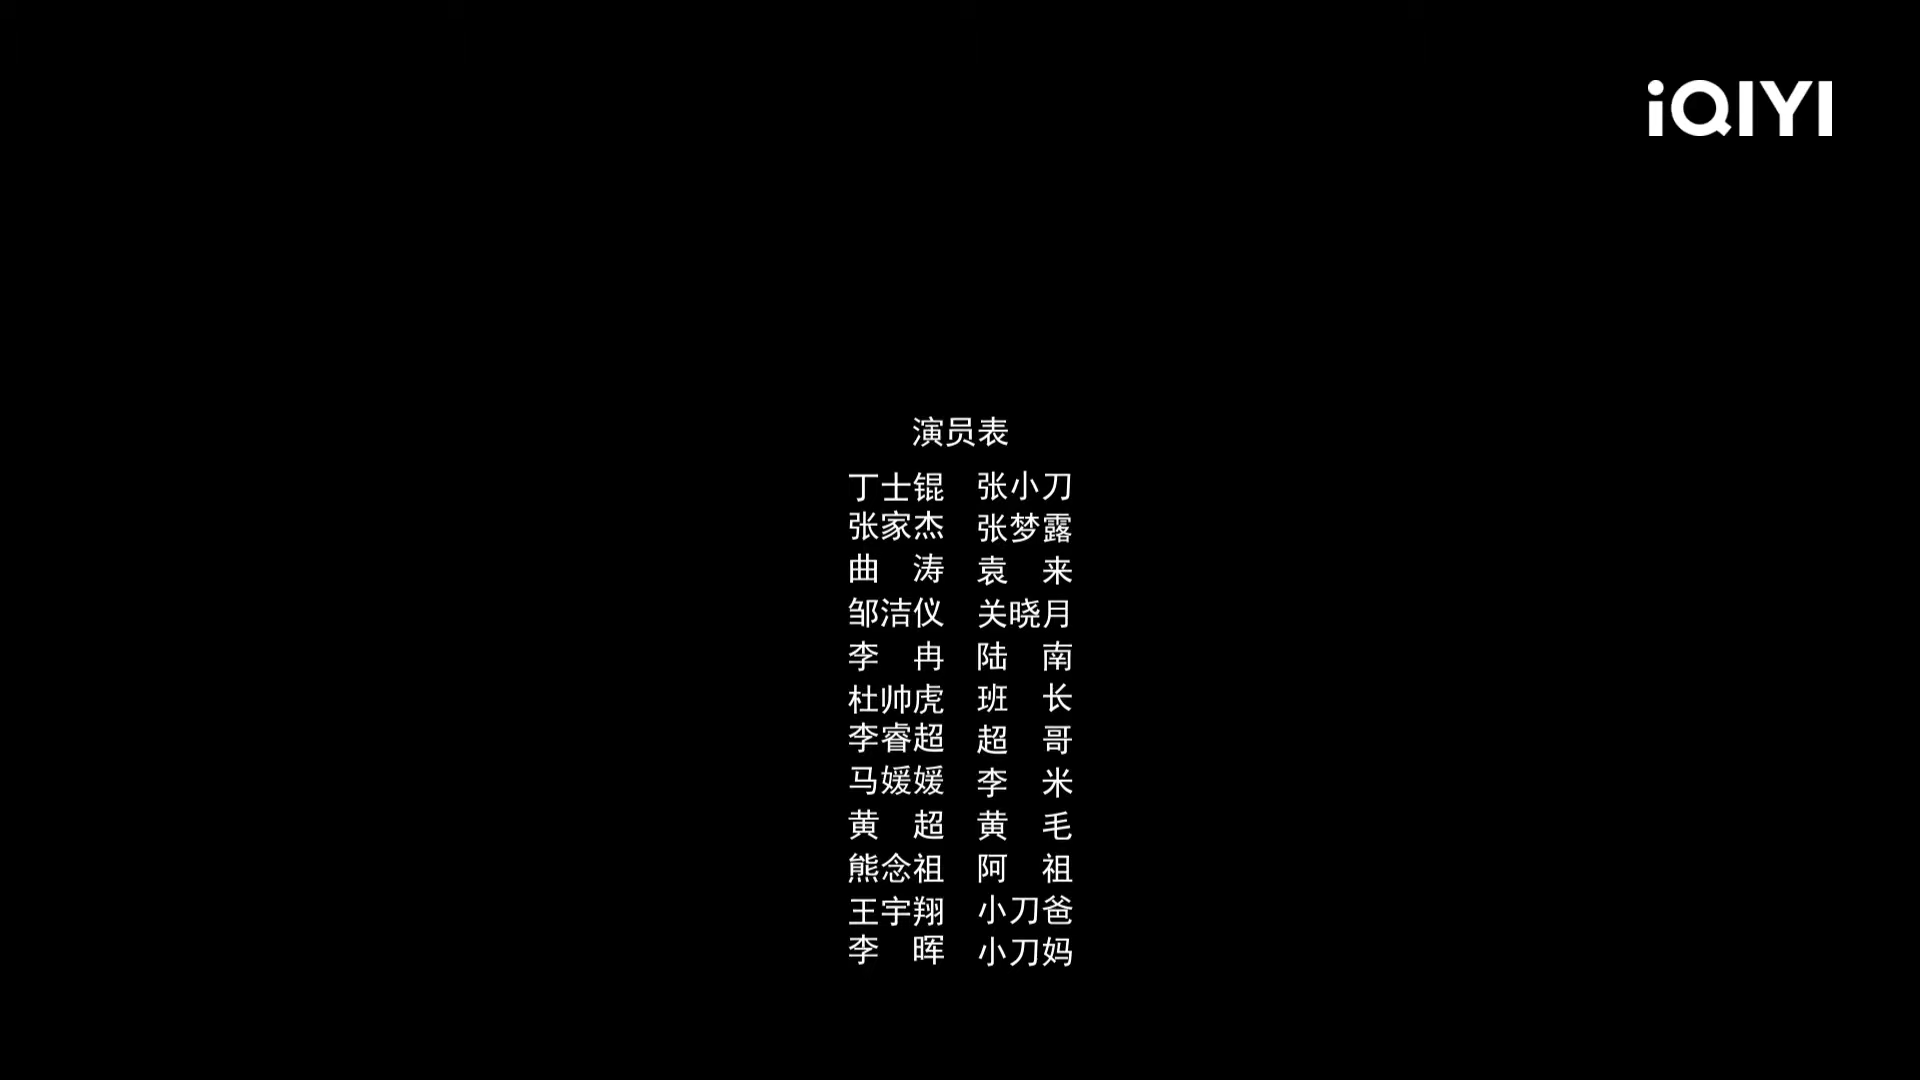 iQIYI
演员表
丁士锟 张小刀
张家杰 张梦露
曲 涛 袁 来
邹洁仪 关晓月
李 冉 陆 南
杜帅虎 班 长
李睿超 超 哥
马媛媛 李 米
黄 超 黄 毛
熊念祖 阿 祖
王宇翔 小刀爸
李 晖 小刀妈